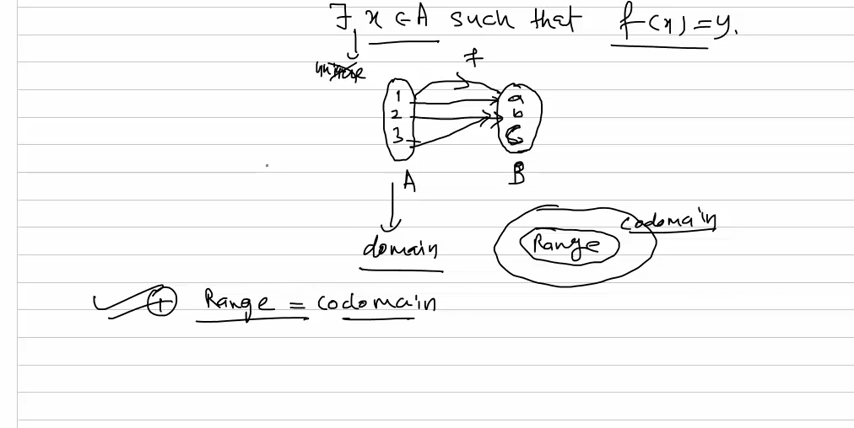 ∃ x ∈ A such that f(x) = y.
f
1 a
2 b
3
A B
codomain
domain Range
Range = codomain